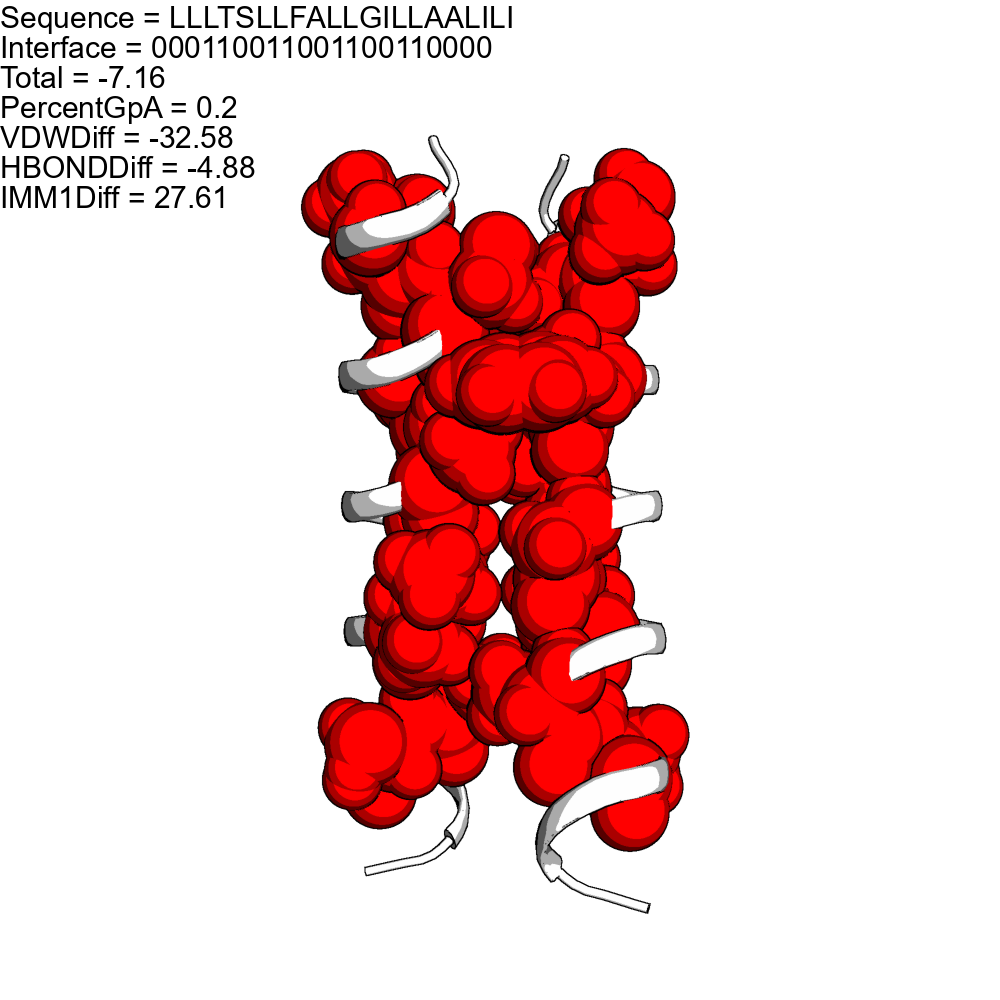 Sequence = LLLTSLLFALLGILLAALILI
Interface = 000110011001100110000
Total = -7.16
PercentGpA = 0.2
VDWDiff = -32.58
HBONDDiff = -4.88
IMM1Diff = 27.61